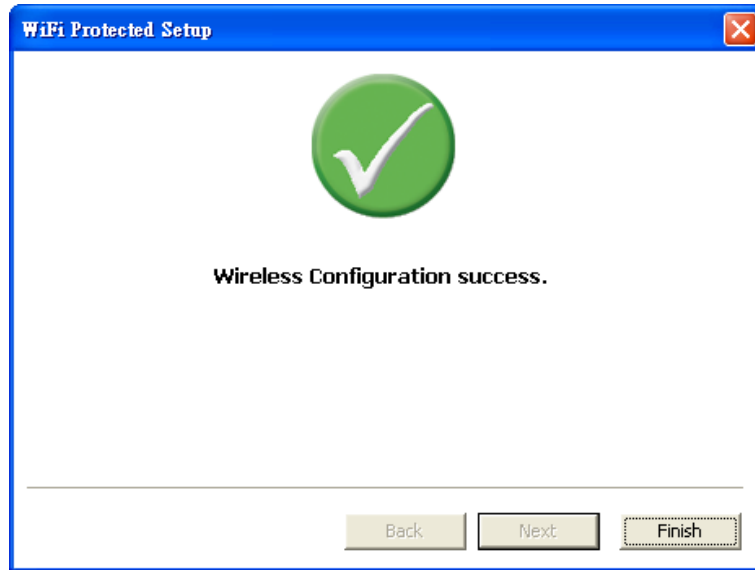 WiFi Protected Setup
Wireless Configuration success.
Back Next Finish